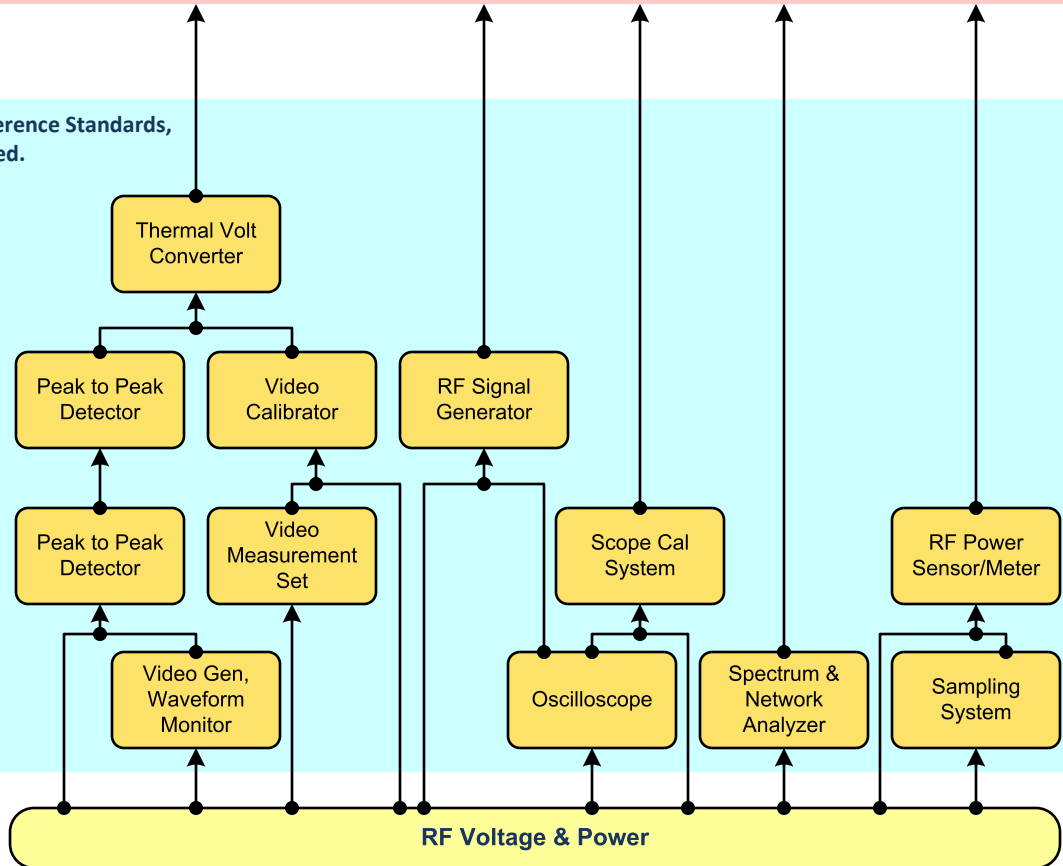 erence Standards,
ed.
Thermal Volt
Converter
Peak to Peak
Detector
Video
Calibrator
RF Signal
Generator
Peak to Peak
Detector
Video
Measurement
Set
Scope Cal
System
RF Power
Sensor/Meter
Video Gen,
Waveform
Monitor
Oscilloscope
Spectrum &
Network
Analyzer
Sampling
System
RF Voltage & Power